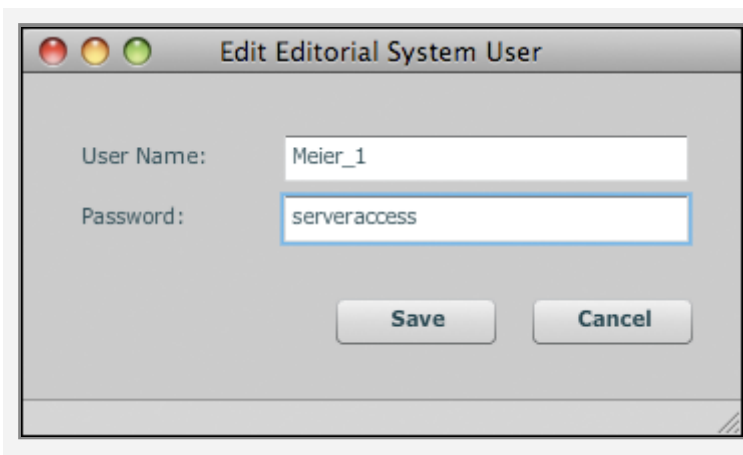 Edit Editorial System User
User Name: Meier_1
Password: serveraccess
Save Cancel